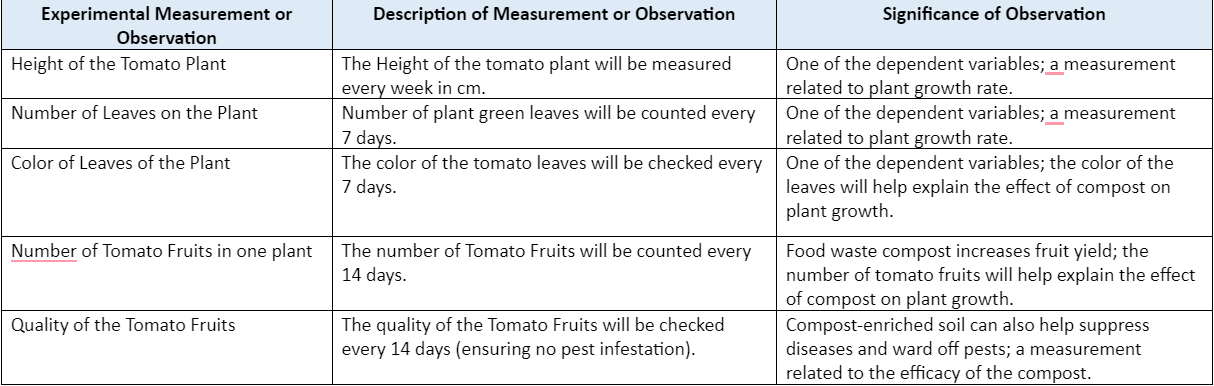 Experimental Measurement or
Observation
Description of Measurement or Observation
Significance of Observation
Height of the Tomato Plant
The Height of the tomato plant will be measured
every week in cm.
One of the dependent variables; a measurement
related to plant growth rate.
Number of Leaves on the Plant
Number of plant green leaves will be counted every
7 days.
One of the dependent variables; a measurement
related to plant growth rate.
Color of Leaves of the Plant
The color of the tomato leaves will be checked every
7 days.
One of the dependent variables; the color of the
leaves will help explain the effect of compost on
plant growth.
Number of Tomato Fruits in one plant
The number of Tomato Fruits will be counted every
14 days.
Food waste compost increases fruit yield; the
number of tomato fruits will help explain the effect
of compost on plant growth.
Quality of the Tomato Fruits
The quality of the Tomato Fruits will be checked
every 14 days (ensuring no pest infestation).
Compost-enriched soil can also help suppress
diseases and ward off pests; a measurement
related to the efficacy of the compost.